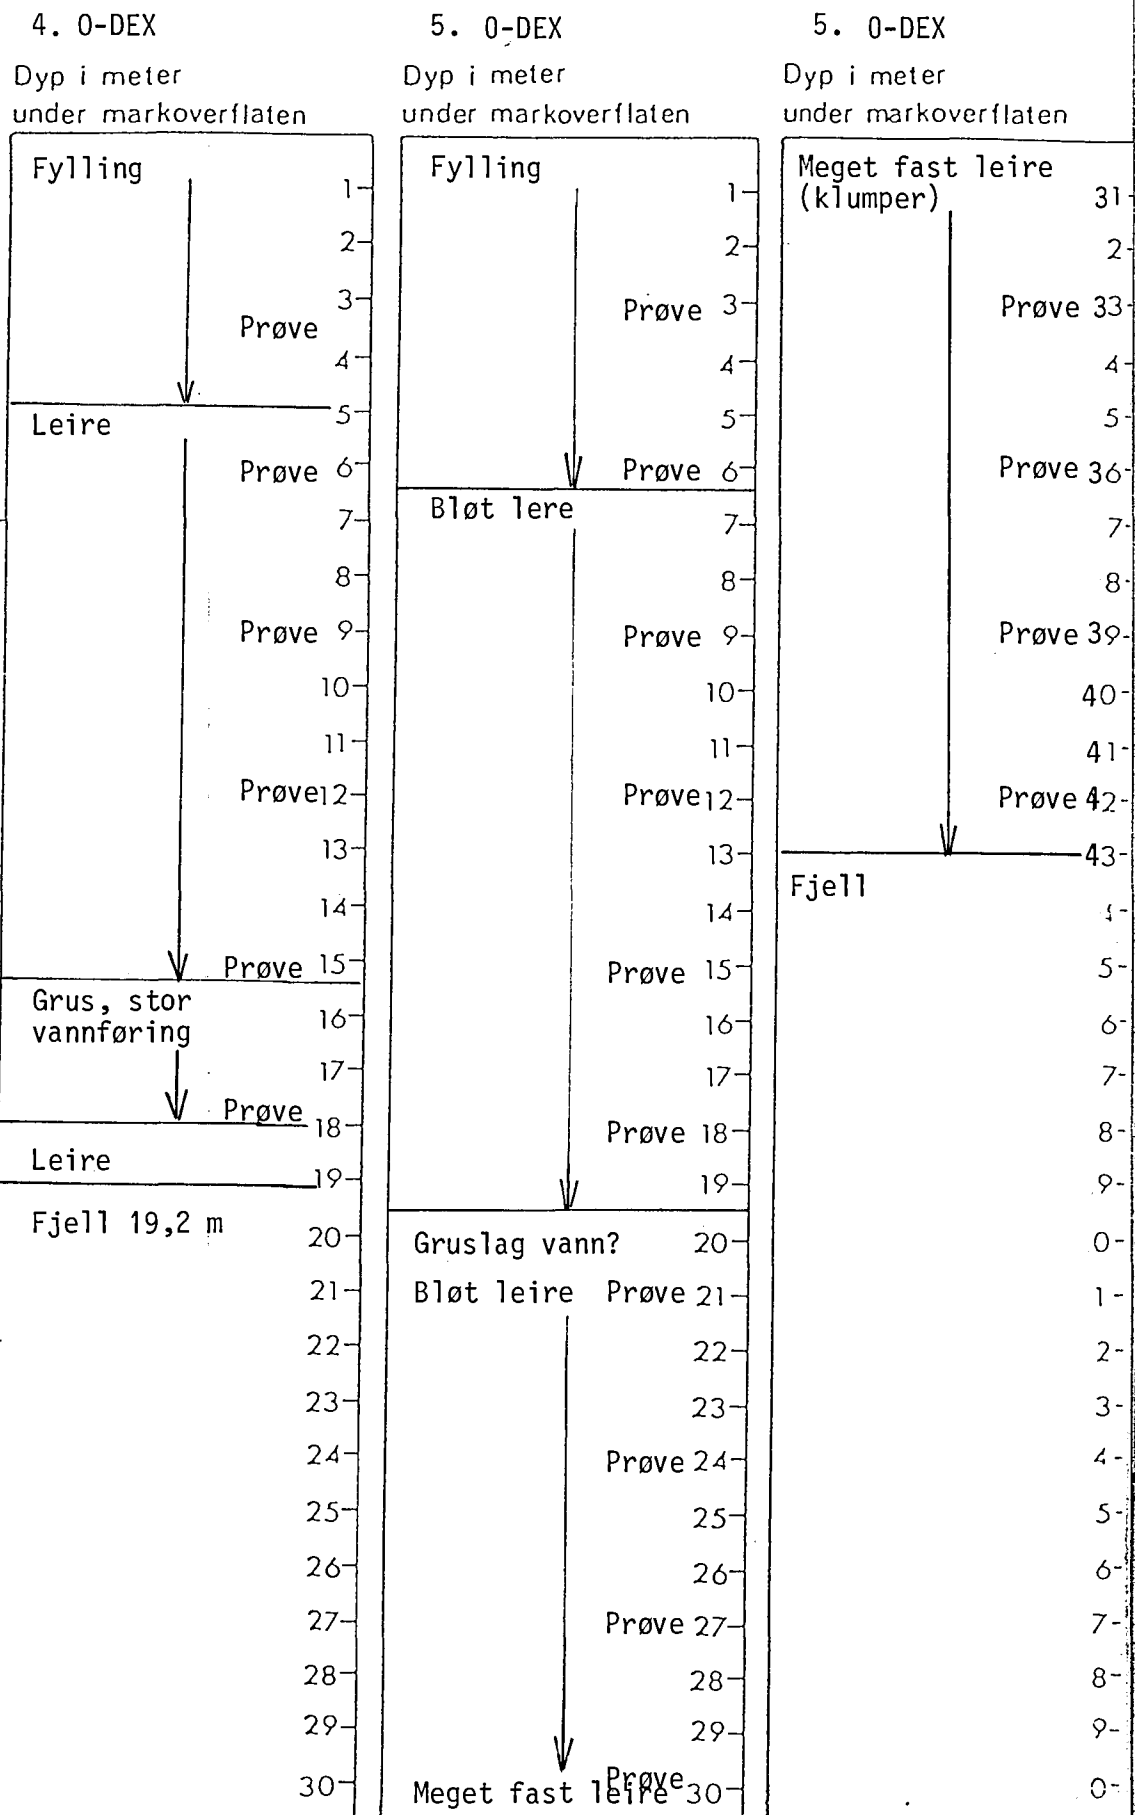 4. O-DEX
Dyp i meter
under markoverflaten
Fylling
1
2
3
Prøve
4
5
Leire
Prøve 6
7
8
Prøve 9
10
11
Prøve 12
13
14
Prøve 15
Grus, stor
vannføring
16
17
Prøve
18
Leire
19
Fjell 19,2 m
20
21
22
23
24
25
26
27
28
29
30
5. O-DEX
Dyp i meter
under markoverflaten
Fylling
1
2
Prøve 3
4
5
Prøve 6
Bløt lere
7
8
Prøve 9
10
11
Prøve 12
13
14
Prøve 15
16
17
Prøve 18
19
Gruslag vann? 20
Bløt leire Prøve 21
22
23
Prøve 24
25
26
Prøve 27
28
29
Prøve
Meget fast leire 30
5. O-DEX
Dyp i meter
under markoverflaten
Meget fast leire
(klumper) 31
2
Prøve 33
4
5
Prøve 36
7
8
Prøve 39
40
41
Prøve 42
43
Fjell
4
5
6
7
8
9
0
1
2
3
4
5
6
7
8
9
0